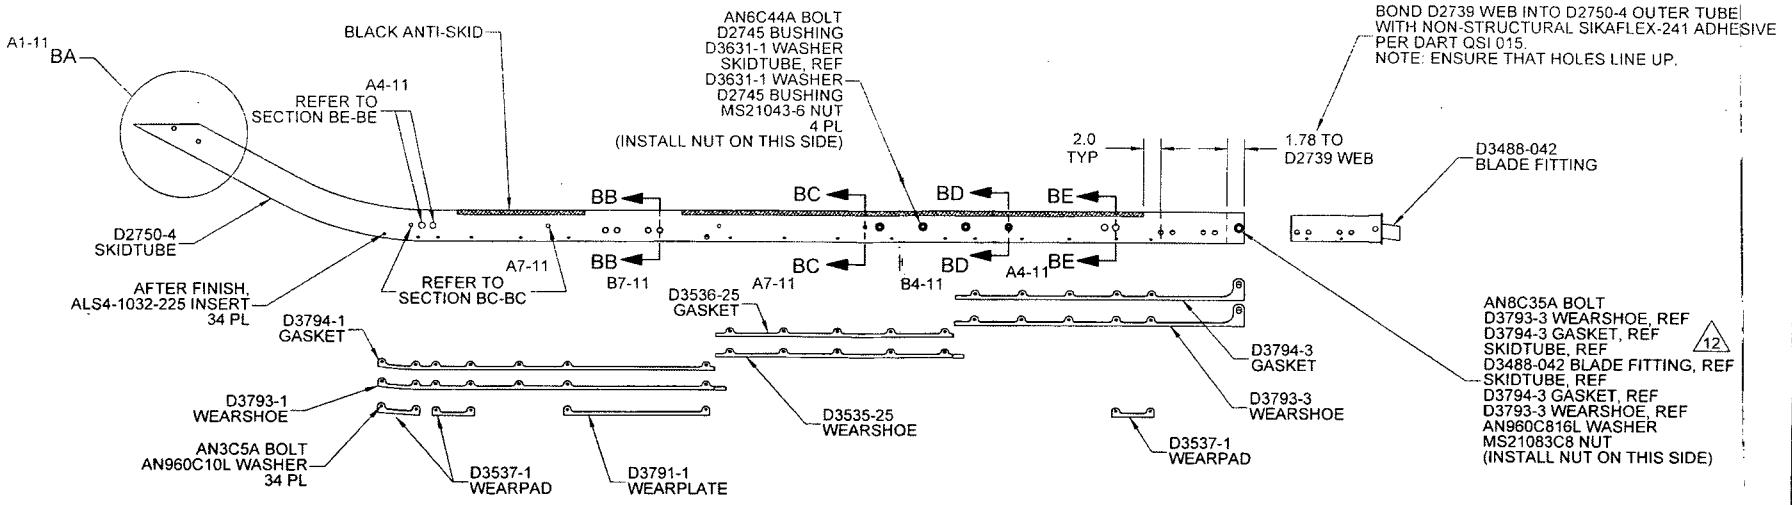 A1-11
BA
BLACK ANTI-SKID
A4-11
REFER TO
SECTION BE-BE
AN6C44A BOLT
D2745 BUSHING
D3631-1 WASHER
SKIDTUBE, REF
D3631-1 WASHER
D2745 BUSHING
MS21043-6 NUT
4 PL
(INSTALL NUT ON THIS SIDE)
BOND D2739 WEB INTO D2750-4 OUTER TUBE
WITH NON-STRUCTURAL SIKAFLEX-241 ADHESIVE
PER DART QSI 015.
NOTE: ENSURE THAT HOLES LINE UP.
2.0
TYP
1.78 TO
D2739 WEB
D3488-042
BLADE FITTING
BB
BC
BD
BE
D2750-4
SKIDTUBE
BB
BC
BD
BE
A7-11
B7-11
A7-11
B4-11
A4-11
REFER TO
SECTION BC-BC
AFTER FINISH,
ALS4-1032-225 INSERT
34 PL
D3794-1
GASKET
D3536-25
GASKET
D3794-3
GASKET
D3793-1
WEARSHOE
D3535-25
WEARSHOE
D3793-3
WEARSHOE
AN3C5A BOLT
AN960C10L WASHER
34 PL
D3537-1
WEARPAD
D3791-1
WEARPLATE
D3537-1
WEARPAD
AN8C35A BOLT
D3793-3 WEARSHOE, REF
D3794-3 GASKET, REF
SKIDTUBE, REF
D3488-042 BLADE FITTING, REF
SKIDTUBE, REF
D3794-3 GASKET, REF
D3793-3 WEARSHOE, REF
AN960C816L WASHER
MS21083C8 NUT
(INSTALL NUT ON THIS SIDE)
12